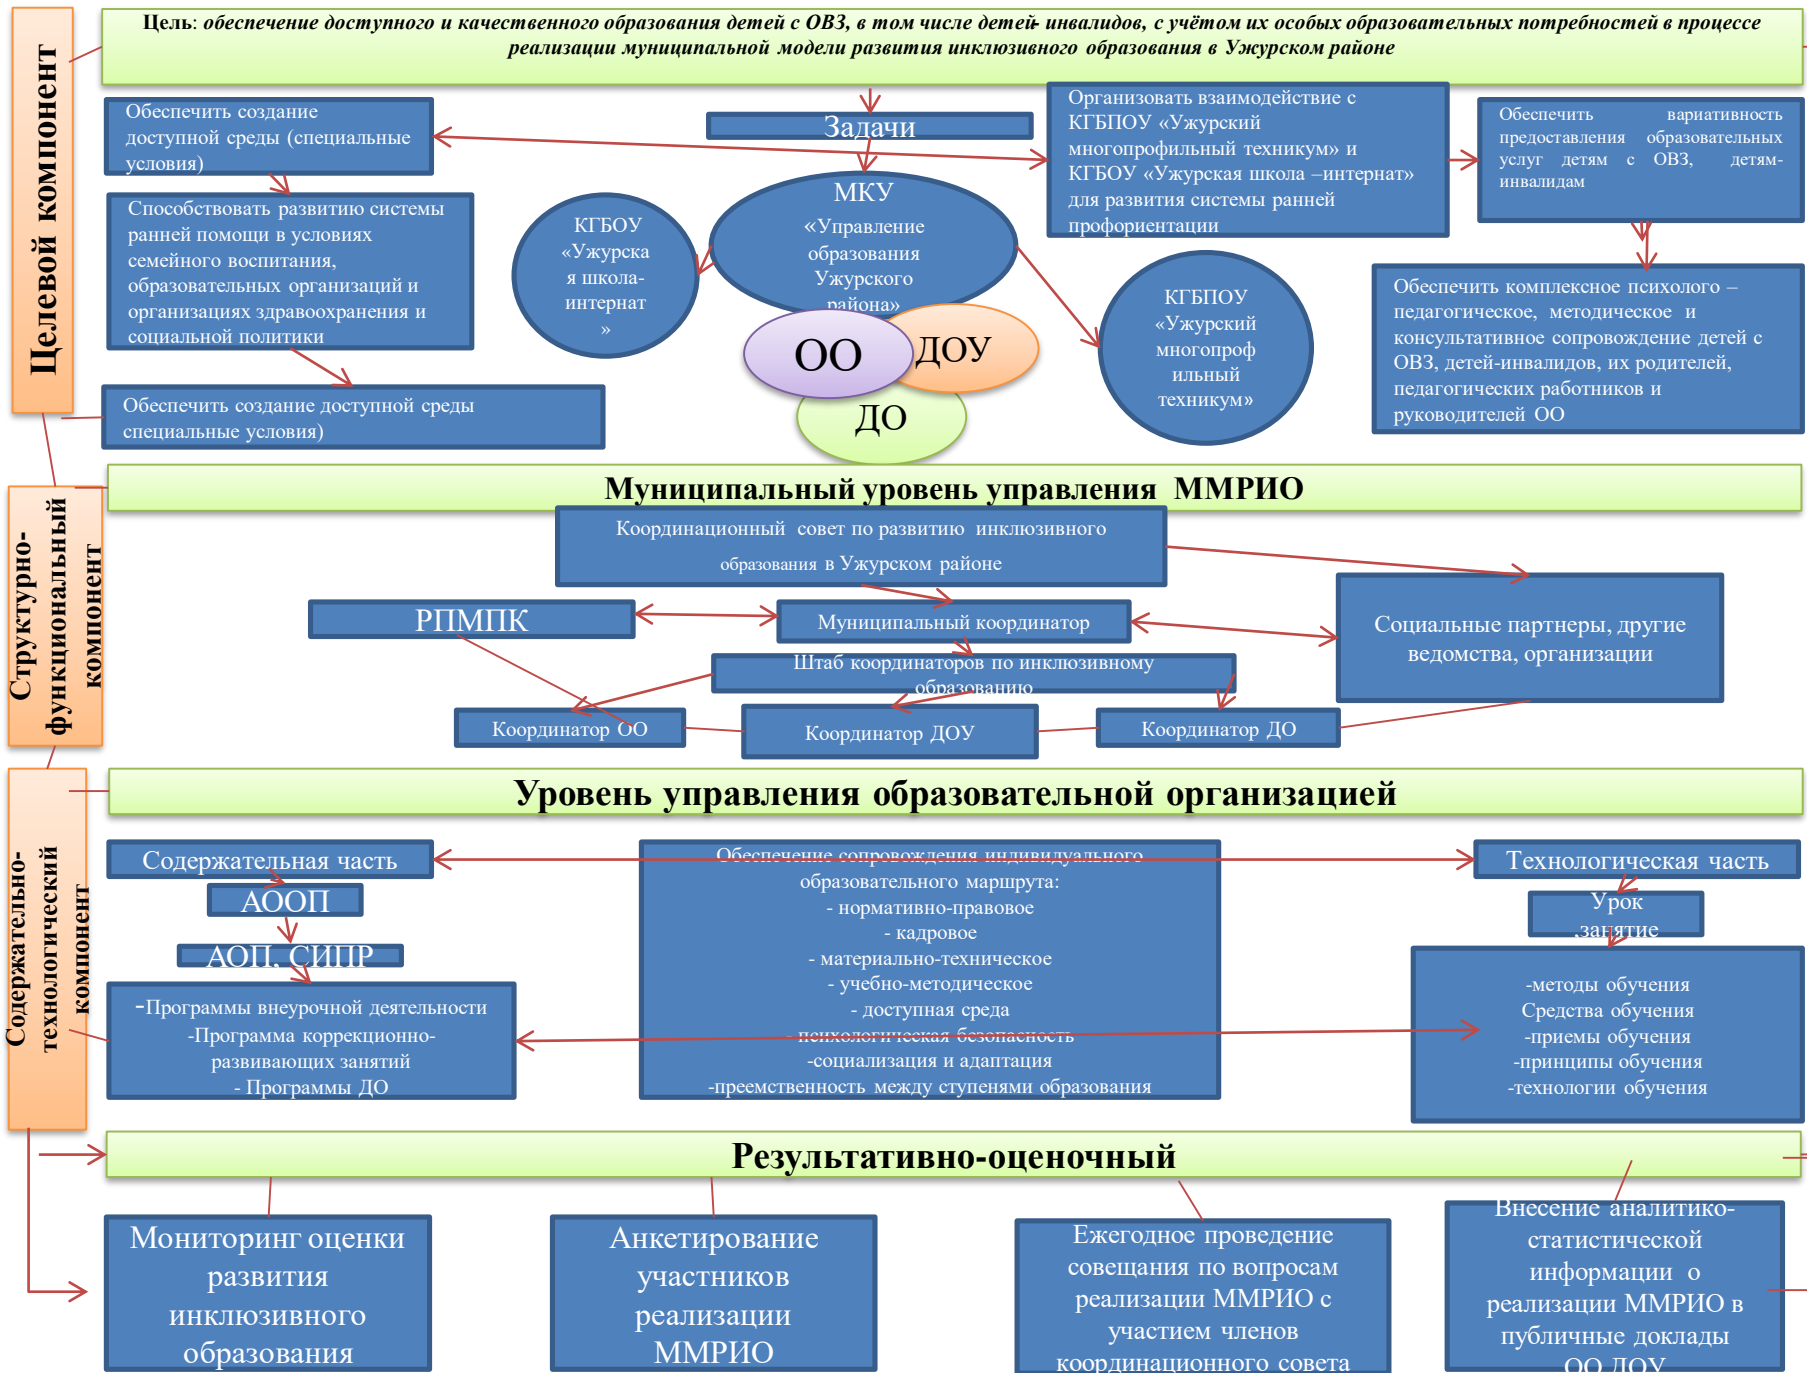 Цель: обеспечение доступного и качественного образования детей с ОВЗ, в том числе детей- инвалидов, с учётом их особых образовательных потребностей в процессе
реализации муниципальной модели развития инклюзивного образования в Ужурском районе
Целевой компонент
Обеспечить создание
доступной среды (специальные
условия)
Задачи
Организовать взаимодействие с
КГБПОУ «Ужурский
многопрофильный техникум» и
КГБОУ «Ужурская школа –интернат»
для развития системы ранней
профориентации
Обеспечить вариативность
предоставления образовательных
услуг детям с ОВЗ, детям-
инвалидам
Способствовать развитию системы
ранней помощи в условиях
семейного воспитания,
образовательных организаций и
организациях здравоохранения и
социальной политики
КГБОУ
«Ужурска
я школа-
интернат
»
МКУ
«Управление
образования
Ужурского
района»
ОО
ДОУ
ДО
КГБПОУ
«Ужурский
многопроф
ильный
техникум»
Обеспечить комплексное психолого –
педагогическое, методическое и
консультативное сопровождение детей с
ОВЗ, детей-инвалидов, их родителей,
педагогических работников и
руководителей ОО
Обеспечить создание доступной среды
специальные условия)
Структурно-
функциональный
компонент
Муниципальный уровень управления ММРИО
Координационный совет по развитию инклюзивного
образования в Ужурском районе
РПМПК
Муниципальный координатор
Социальные партнеры, другие
ведомства, организации
Штаб координаторов по инклюзивному
образованию
Координатор ОО
Координатор ДОУ
Координатор ДО
Содержательно-
технологический
компонент
Уровень управления образовательной организацией
Содержательная часть
АООП
АОП, СИПР
-Программы внеурочной деятельности
-Программа коррекционно-
развивающих занятий
- Программы ДО
Обеспечение сопровождения индивидуального
образовательного маршрута:
- нормативно-правовое
- кадровое
- материально-техническое
- учебно-методическое
- доступная среда
-психологическая безопасность
-социализация и адаптация
-преемственность между ступенями образования
Технологическая часть
Урок
,занятие
-методы обучения
Средства обучения
-приемы обучения
-принципы обучения
-технологии обучения
Результативно-оценочный
Мониторинг оценки
развития
инклюзивного
образования
Анкетирование
участников
реализации
ММРИО
Ежегодное проведение
совещания по вопросам
реализации ММРИО с
участием членов
координационного совета
Внесение аналитико-
статистической
информации о
реализации ММРИО в
публичные доклады
ОО ДОУ